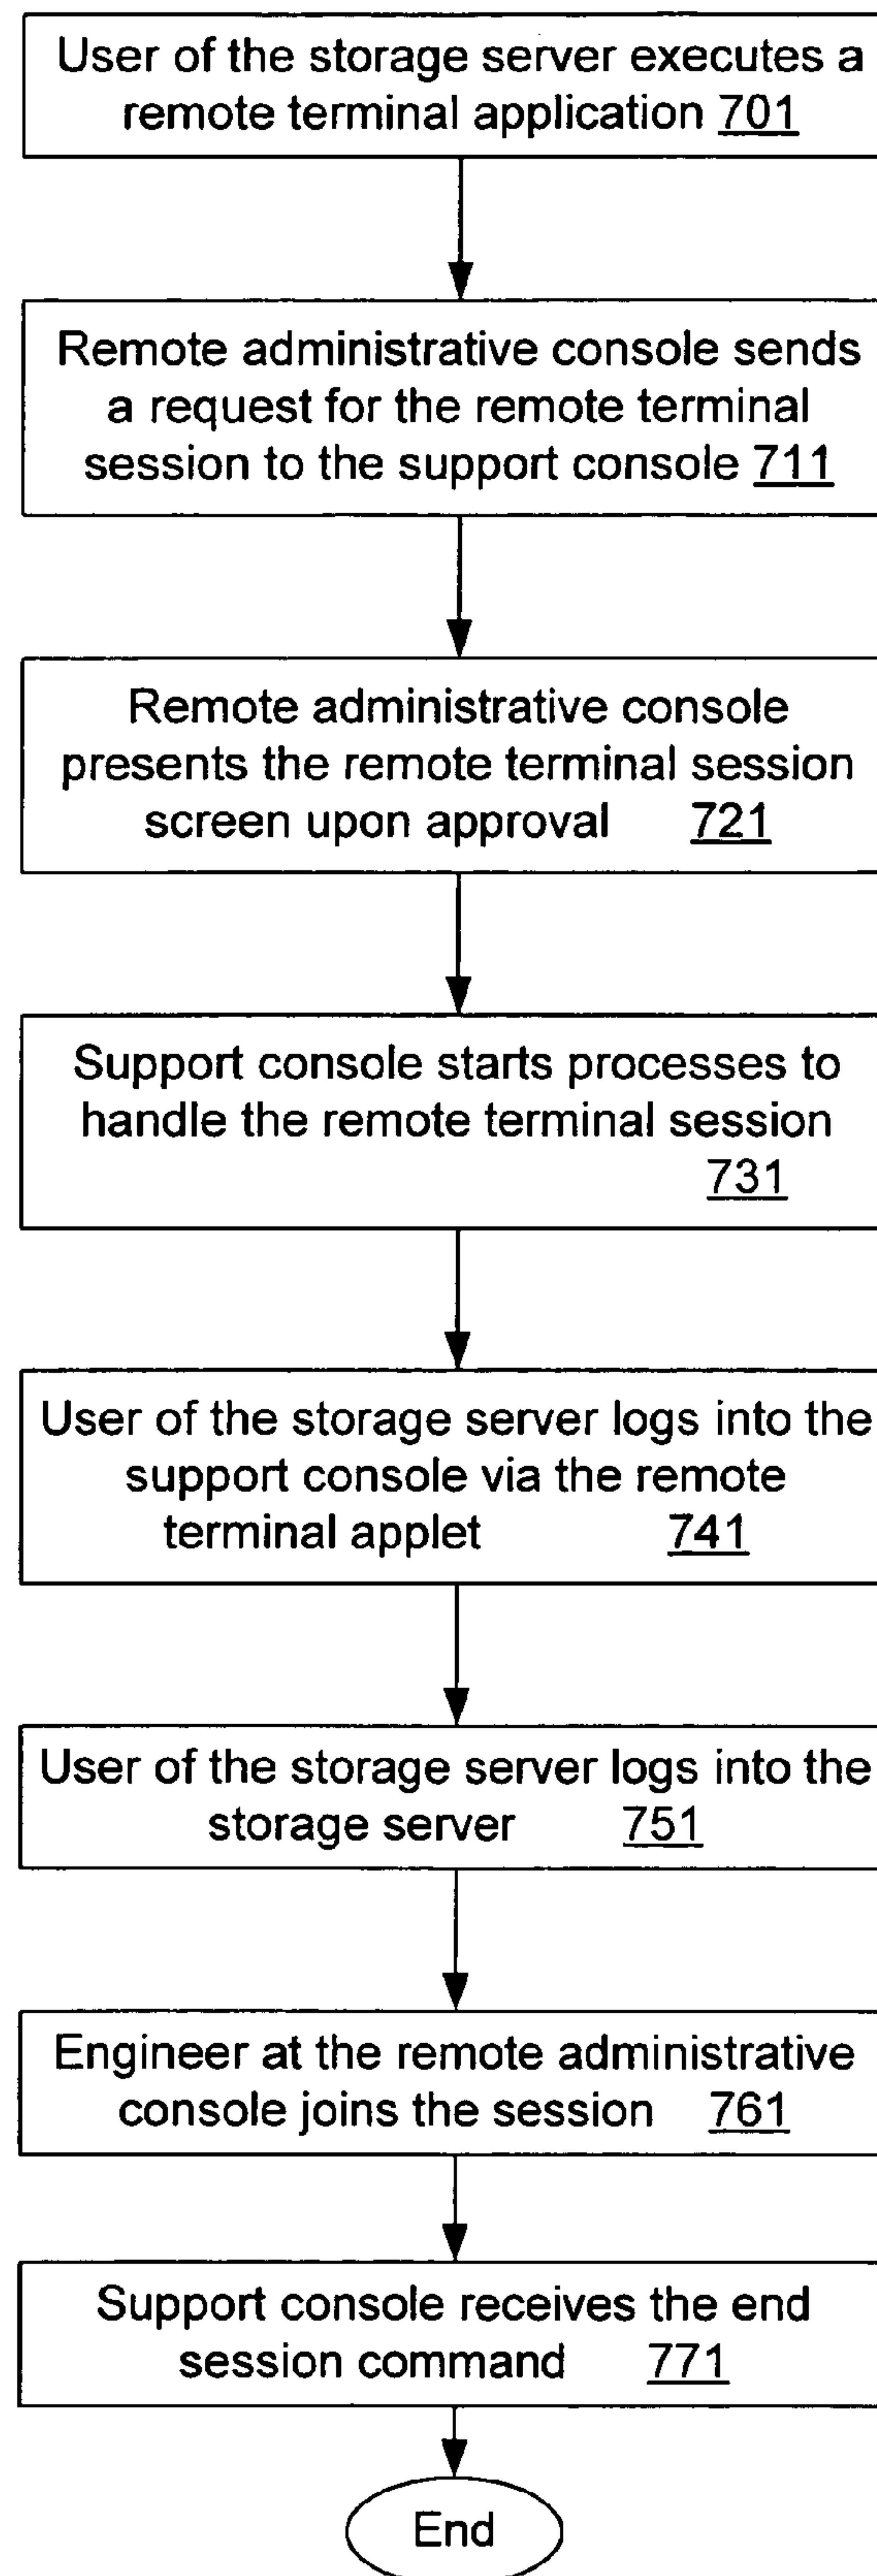 User of the storage server executes a
remote terminal application 701
Remote administrative console sends
a request for the remote terminal
session to the support console 711
Remote administrative console
presents the remote terminal session
screen upon approval 721
Support console starts processes to
handle the remote terminal session
731
User of the storage server logs into the
support console via the remote
terminal applet 741
User of the storage server logs into the
storage server 751
Engineer at the remote administrative
console joins the session 761
Support console receives the end
session command 771
End